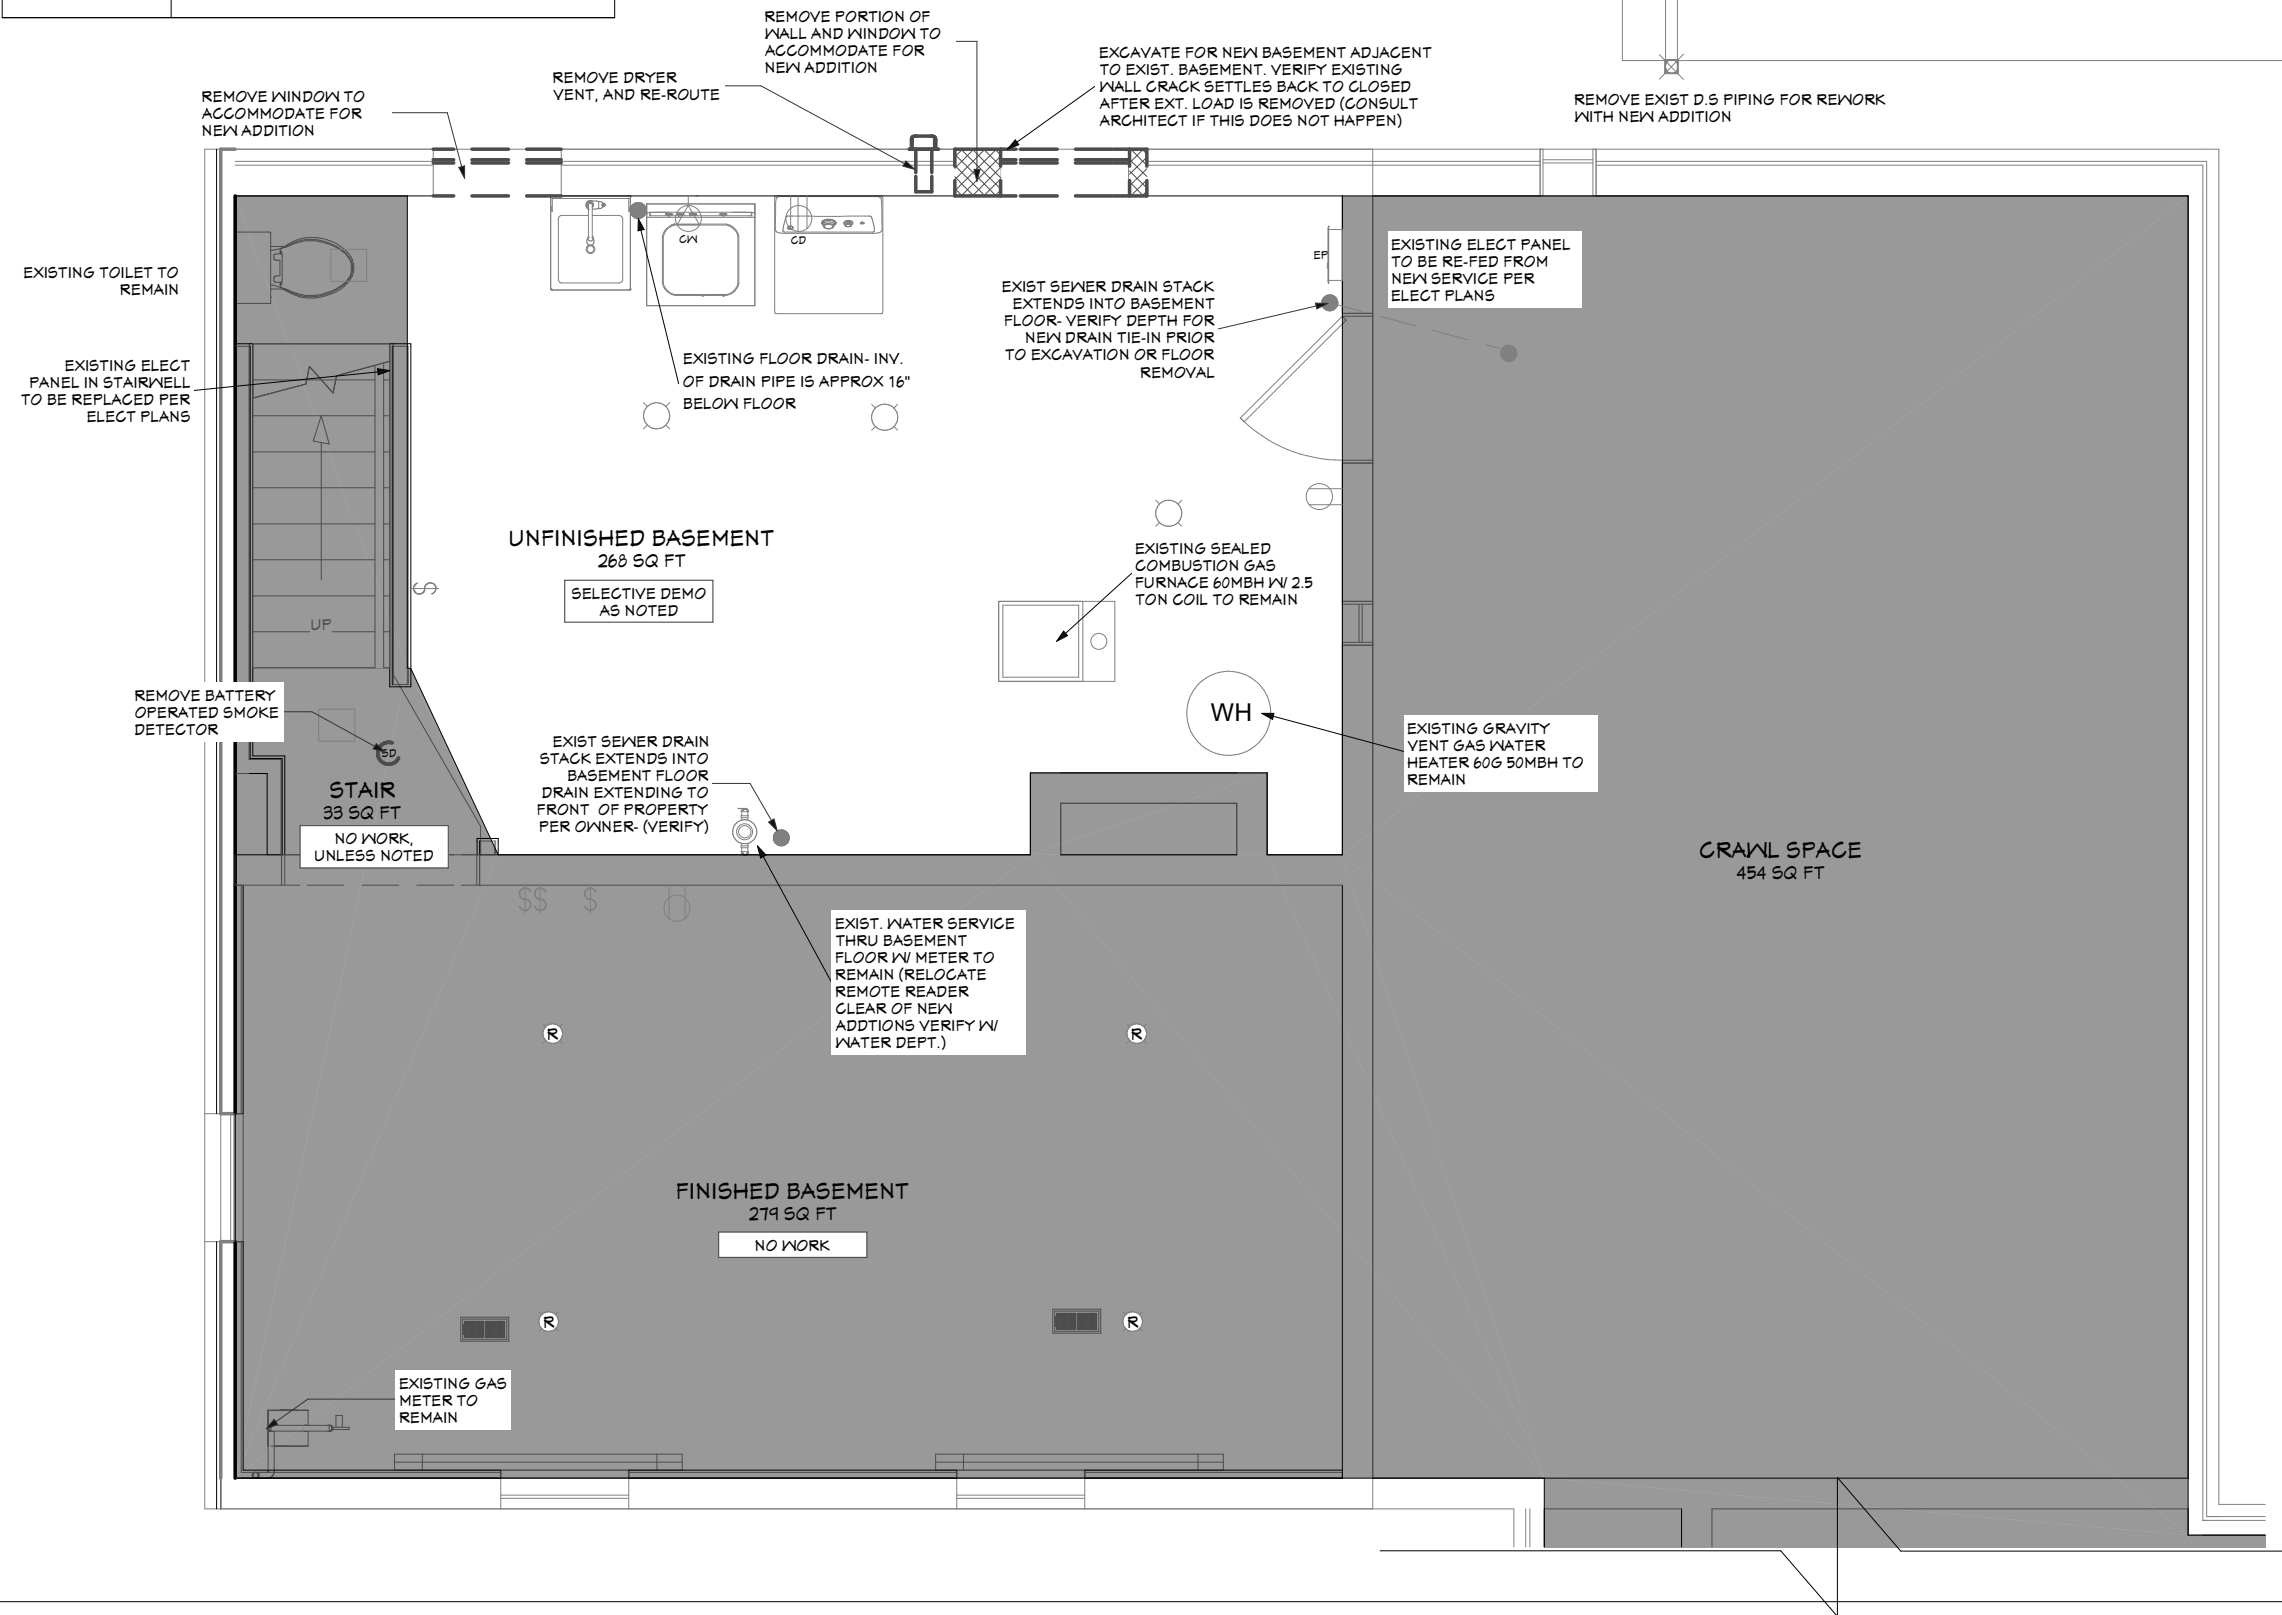 REMOVE PORTION OF
WALL AND WINDOW TO
ACCOMMODATE FOR
NEW ADDITION
EXCAVATE FOR NEW BASEMENT ADJACENT
TO EXIST. BASEMENT. VERIFY EXISTING
WALL CRACK SETTLES BACK TO CLOSED
AFTER EXT. LOAD IS REMOVED (CONSULT
ARCHITECT IF THIS DOES NOT HAPPEN)
REMOVE DRYER
VENT, AND RE-ROUTE
REMOVE WINDOW TO
ACCOMMODATE FOR
NEW ADDITION
REMOVE EXIST D.S PIPING FOR REWORK
WITH NEW ADDITION
EXISTING TOILET TO
REMAIN
CW
CD
EP
EXISTING ELECT PANEL
TO BE RE-FED FROM
NEW SERVICE PER
ELECT PLANS
EXIST SEWER DRAIN STACK
EXTENDS INTO BASEMENT
FLOOR- VERIFY DEPTH FOR
NEW DRAIN TIE-IN PRIOR
TO EXCAVATION OR FLOOR
REMOVAL
EXISTING FLOOR DRAIN- INV.
OF DRAIN PIPE IS APPROX 16"
BELOW FLOOR
EXISTING ELECT
PANEL IN STAIRWELL
TO BE REPLACED PER
ELECT PLANS
UNFINISHED BASEMENT
268 SQ FT
SELECTIVE DEMO
AS NOTED
$
UP
EXISTING SEALED
COMBUSTION GAS
FURNACE 60MBH W/ 2.5
TON COIL TO REMAIN
WH
EXISTING GRAVITY
VENT GAS WATER
HEATER 60G 50MBH TO
REMAIN
REMOVE BATTERY
OPERATED SMOKE
DETECTOR
SD
STAIR
33 SQ FT
NO WORK,
UNLESS NOTED
EXIST SEWER DRAIN
STACK EXTENDS INTO
BASEMENT FLOOR
DRAIN EXTENDING TO
FRONT OF PROPERTY
PER OWNER- (VERIFY)
CRAWL SPACE
454 SQ FT
$$ $
EXIST. WATER SERVICE
THRU BASEMENT
FLOOR W/ METER TO
REMAIN (RELOCATE
REMOTE READER
CLEAR OF NEW
ADDTIONS VERIFY W/
WATER DEPT.)
R
R
FINISHED BASEMENT
279 SQ FT
NO WORK
R
R
EXISTING GAS
METER TO
REMAIN